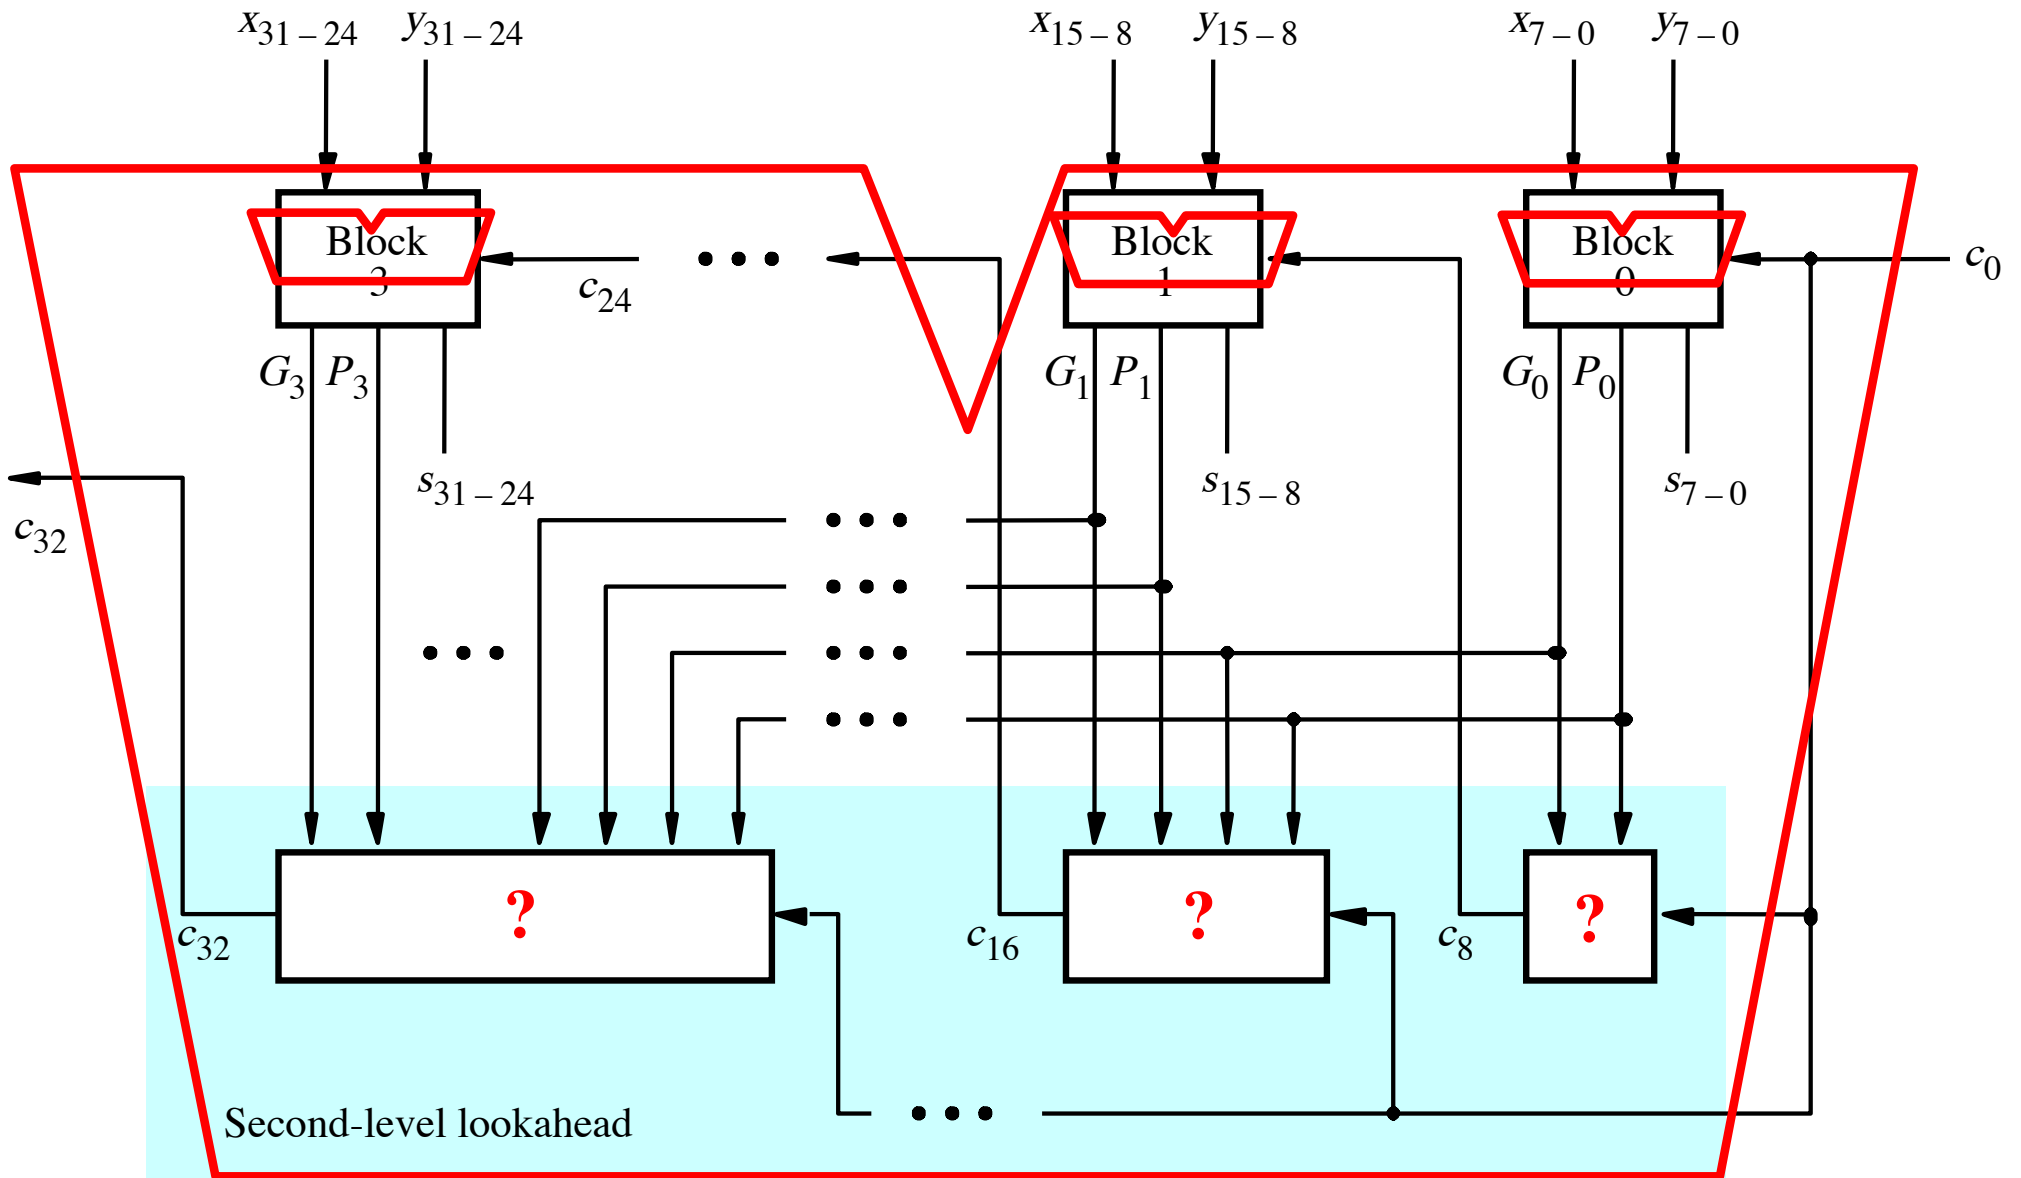 x31 – 24 y31 – 24 x15 – 8 y15 – 8 x7 – 0 y7 – 0
Block Block Block
3 1 0
c24
c0
G3 P3 G1 P1 G0 P0
s31 – 24 s15 – 8 s7 – 0
c32
? ? ?
c32 c16 c8
Second-level lookahead